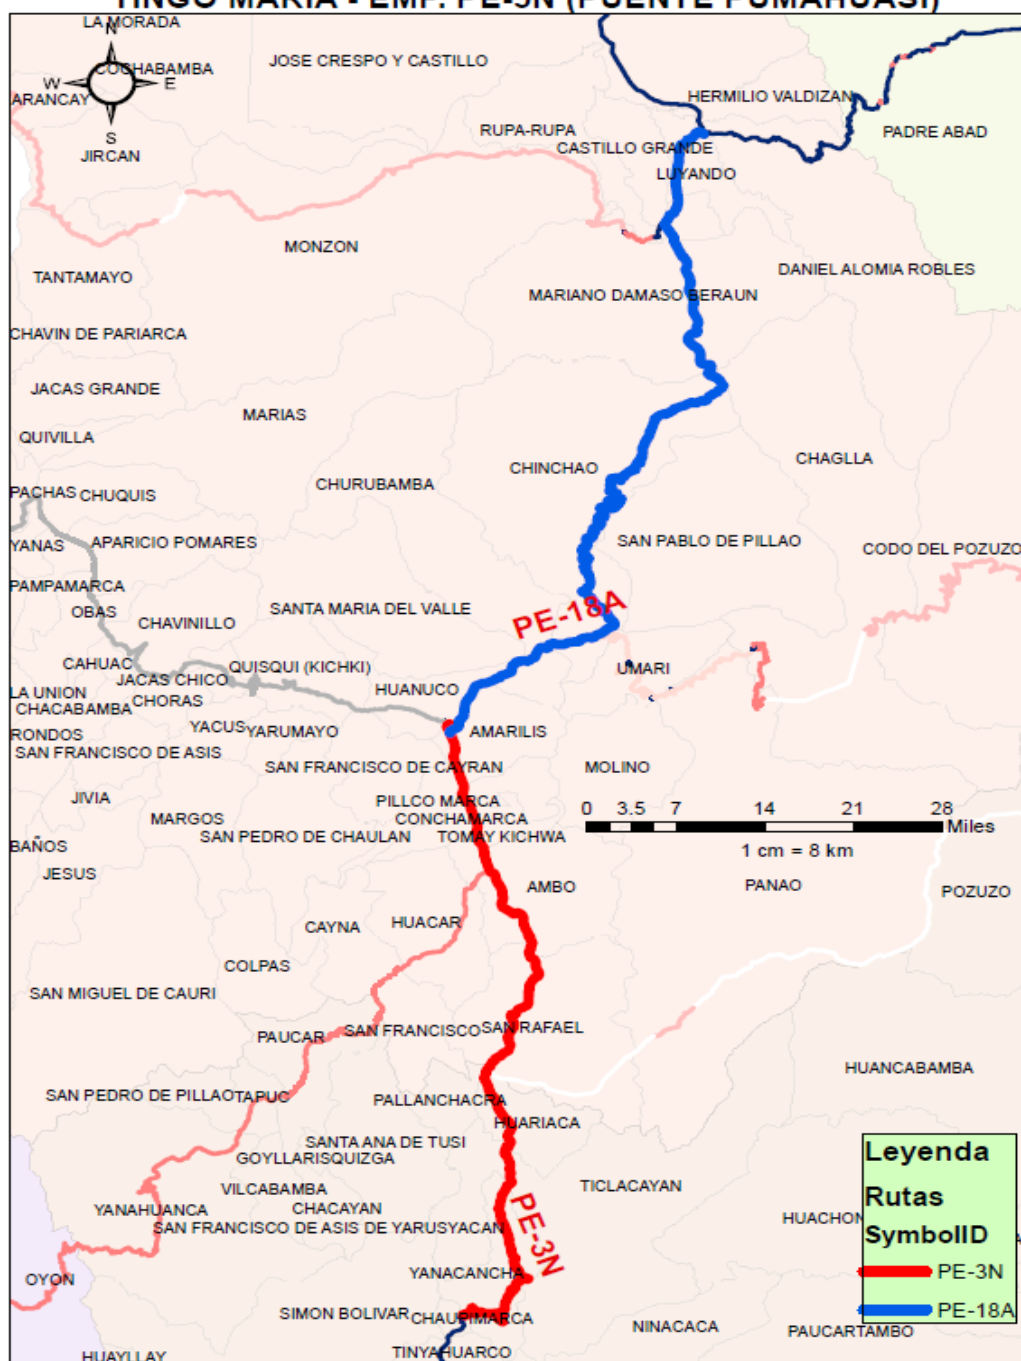 TINGO MARIA - EMP. PE-5N (PUENTE PUMAHUASI)
LA MORADA
N
JOSE CRESPO Y CASTILLO
COCHABAMBA
W
E
HERMILIO VALDIZAN
ARANCAY
RUPA-RUPA
PADRE ABAD
S
CASTILLO GRANDE
JIRCAN
LUYANDO
MONZON
DANIEL ALOMIA ROBLES
TANTAMAYO
MARIANO DAMASO BERAUN
CHAVIN DE PARIARCA
JACAS GRANDE
MARIAS
QUIVILLA
CHAGLLA
CHINCHAO
CHURUBAMBA
PACHAS
CHUQUIS
SAN PABLO DE PILLAO
APARICIO POMARES
YANAS
CODO DEL POZUZO
PAMPAMARCA
PE-18A
OBAS
SANTA MARIA DEL VALLE
CHAVINILLO
CAHUAC
QUISQUI (KICHKI)
UMARI
JACAS CHICO
HUANUCO
LA UNION
CHORAS
CHACABAMBA
YACUS
YARUMAYO
AMARILIS
RONDOS
SAN FRANCISCO DE ASIS
SAN FRANCISCO DE CAYRAN
MOLINO
JIVIA
PILLCO MARCA
0 3.5 7 14 21 28
Miles
MARGOS
CONCHAMARCA
SAN PEDRO DE CHAULAN
TOMAY KICHWA
BAÑOS
1 cm = 8 km
JESUS
AMBO
PANAO
POZUZO
CAYNA
HUACAR
COLPAS
SAN MIGUEL DE CAURI
PAUCAR
SAN FRANCISCO
SAN RAFAEL
HUANCABAMBA
SAN PEDRO DE PILLAO
TAPUC
PALLANCHACRA
HUARIACA
SANTA ANA DE TUSI
Leyenda
GOYLLARISQUIZGA
VILCABAMBA
TICLACAYAN
Rutas
YANAHUANCA
CHACAYAN
HUACHON
SAN FRANCISCO DE ASIS DE YARUSYACAN
PE-3N
SymbolID
OYON
YANACANCHA
PE-3N
SIMON BOLIVAR
CHAUPIMARCA
PE-18A
NINACACA
PAUCARTAMBO
TINYAHUARCO
HUAYLLAY